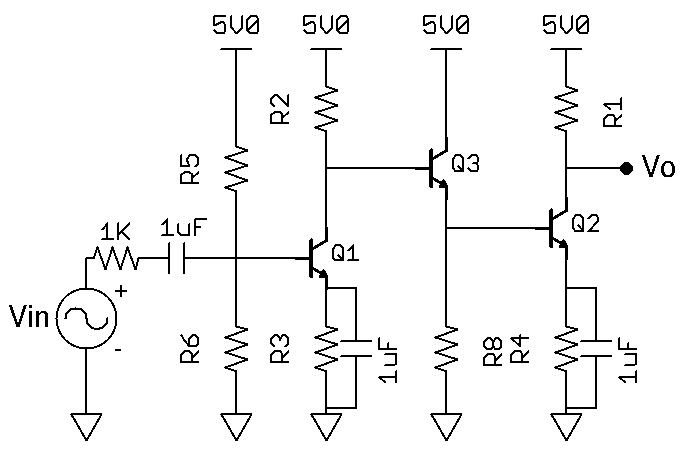 5V0 5V0 5V0 5V0
R2 R1
R5 Q3 Vo
1K 1uF Q1 Q2
Vin + -
R6 R3 1uF R8 R4 1uF